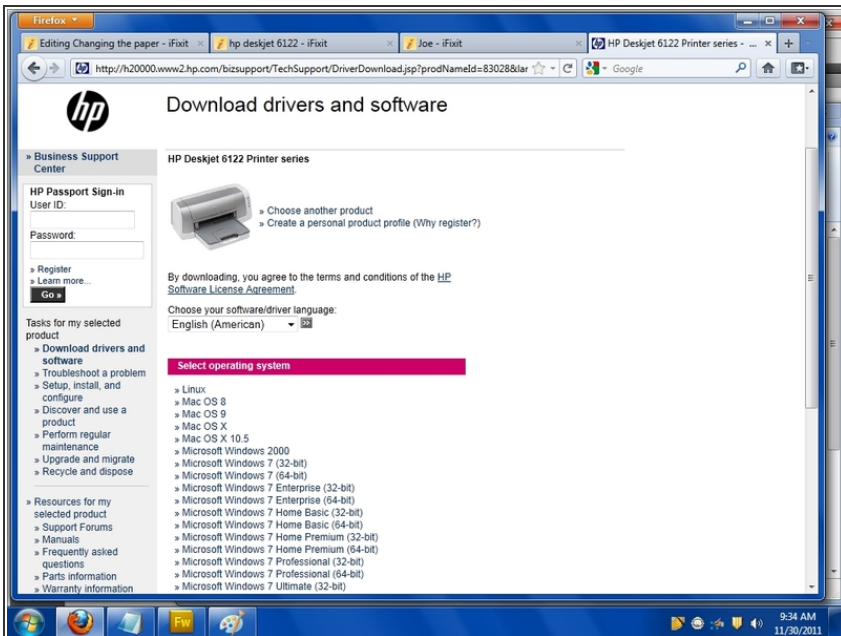 Firefox
Editing Changing the paper - iFixit
hp deskjet 6122 - iFixit
Joe - iFixit
HP Deskjet 6122 Printer series - ...
http://h20000.www2.hp.com/bizsupport/TechSupport/DriverDownload.jsp?prodNameId=83028&lar
Google
hp
Download drivers and software
» Business Support
Center
HP Passport Sign-in
User ID:
Password:
» Register
» Learn more...
Go »
Tasks for my selected
product
» Download drivers and
software
» Troubleshoot a problem
» Setup, install, and
configure
» Discover and use a
product
» Perform regular
maintenance
» Upgrade and migrate
» Recycle and dispose
» Resources for my
selected product
» Support Forums
» Manuals
» Frequently asked
questions
» Parts information
» Warranty information
HP Deskjet 6122 Printer series
» Choose another product
» Create a personal product profile (Why register?)
By downloading, you agree to the terms and conditions of the HP
Software License Agreement.
Choose your software/driver language:
English (American)
Select operating system
» Linux
» Mac OS 8
» Mac OS 9
» Mac OS X
» Mac OS X 10.5
» Microsoft Windows 2000
» Microsoft Windows 7 (32-bit)
» Microsoft Windows 7 (64-bit)
» Microsoft Windows 7 Enterprise (32-bit)
» Microsoft Windows 7 Enterprise (64-bit)
» Microsoft Windows 7 Home Basic (32-bit)
» Microsoft Windows 7 Home Basic (64-bit)
» Microsoft Windows 7 Home Premium (32-bit)
» Microsoft Windows 7 Home Premium (64-bit)
» Microsoft Windows 7 Professional (32-bit)
» Microsoft Windows 7 Professional (64-bit)
» Microsoft Windows 7 Ultimate (32-bit)
Fw
9:34 AM
11/30/2011